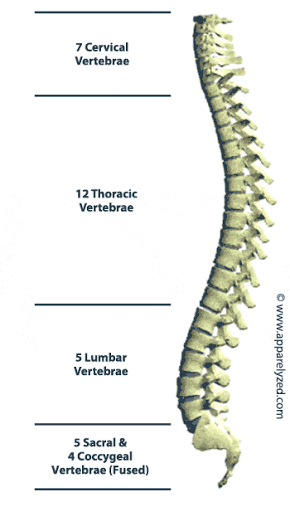 7 Cervical
Vertebrae
12 Thoracic
Vertebrae
5 Lumbar
Vertebrae
5 Sacral &
4 Coccygeal
Vertebrae (Fused)
© www.apparelyzed.com